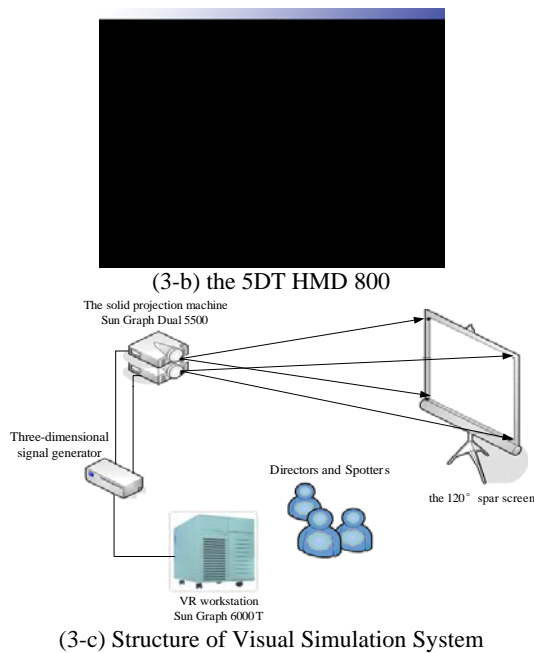 (3-b) the 5DT HMD 800
The solid projection machine
Sun Graph Dual 5500
Three-dimensional
signal generator
Directors and Spotters
the 120° spar screen
VR workstation
Sun Graph 6000T
(3-c) Structure of Visual Simulation System